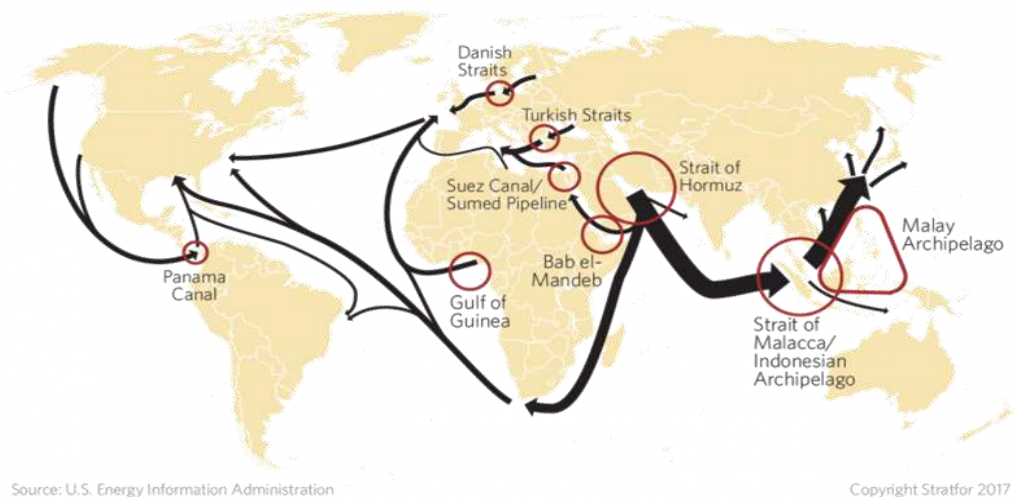 Danish
Straits
Turkish Straits
Strait of
Hormuz
Suez Canal/
Sumed Pipeline
Malay
Archipelago
Bab el-
Mandeb
Panama
Canal
Gulf of
Guinea
Strait of
Malacca/
Indonesian
Archipelago
Source: U.S. Energy Information Administration
Copyright Stratfor 2017